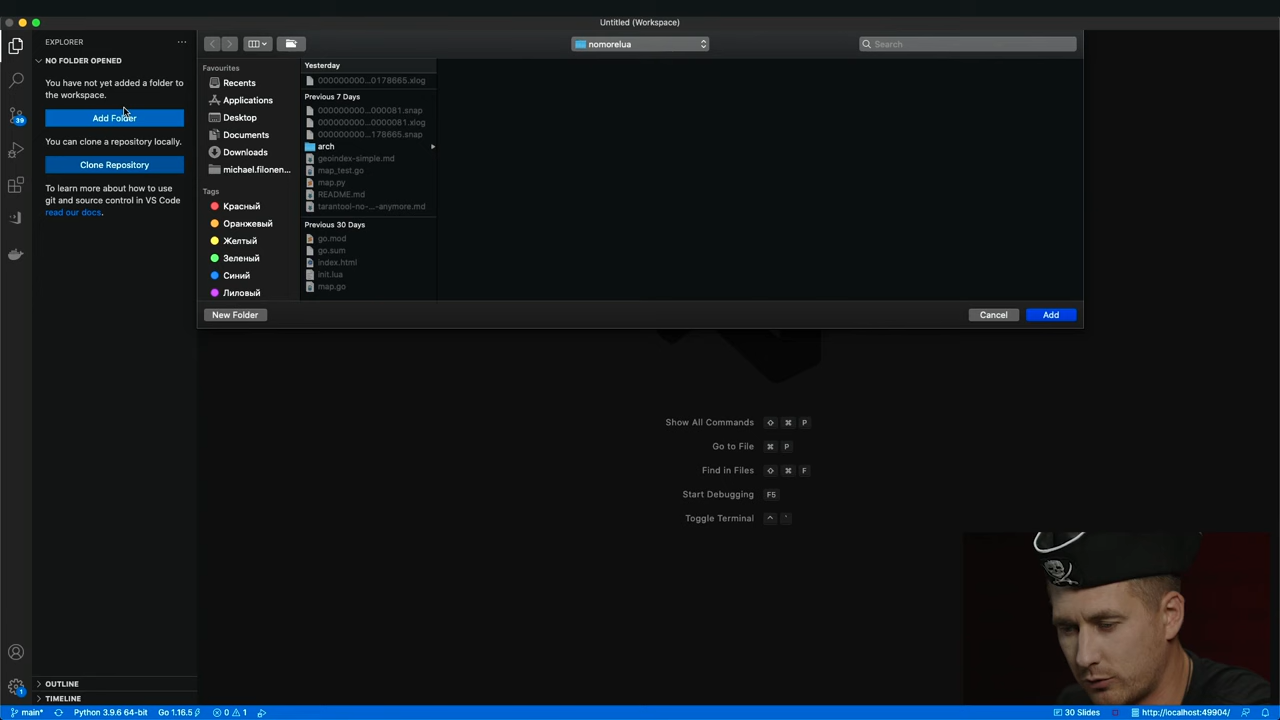 Untitled (Workspace)
EXPLORER
NO FOLDER OPENED
You have not yet added a folder to
the workspace.
Add Folder
You can clone a repository locally.
Clone Repository
To learn more about how to use
git and source control in VS Code
read our docs.
39
nomorelua
Search
Favourites
Recents
Applications
Desktop
Documents
Downloads
michael.filonen...
Tags
Красный
Оранжевый
Желтый
Зеленый
Синий
Лиловый
Yesterday
000000000...0178665.xlog
Previous 7 Days
000000000...000081.snap
000000000...000081.xlog
000000000...178665.snap
arch
geoindex-simple.md
map_test.go
map.py
README.md
tarantool-no-...-anymore.md
Previous 30 Days
go.mod
go.sum
index.html
init.lua
map.go
New Folder
Cancel
Add
Show All Commands ⇧ ⌘ P
Go to File ⌘ P
Find in Files ⇧ ⌘ F
Start Debugging F5
Toggle Terminal ^ `
OUTLINE
TIMELINE
1
main*
Python 3.9.6 64-bit
Go 1.16.5
0
1
30 Slides
http://localhost:49904/